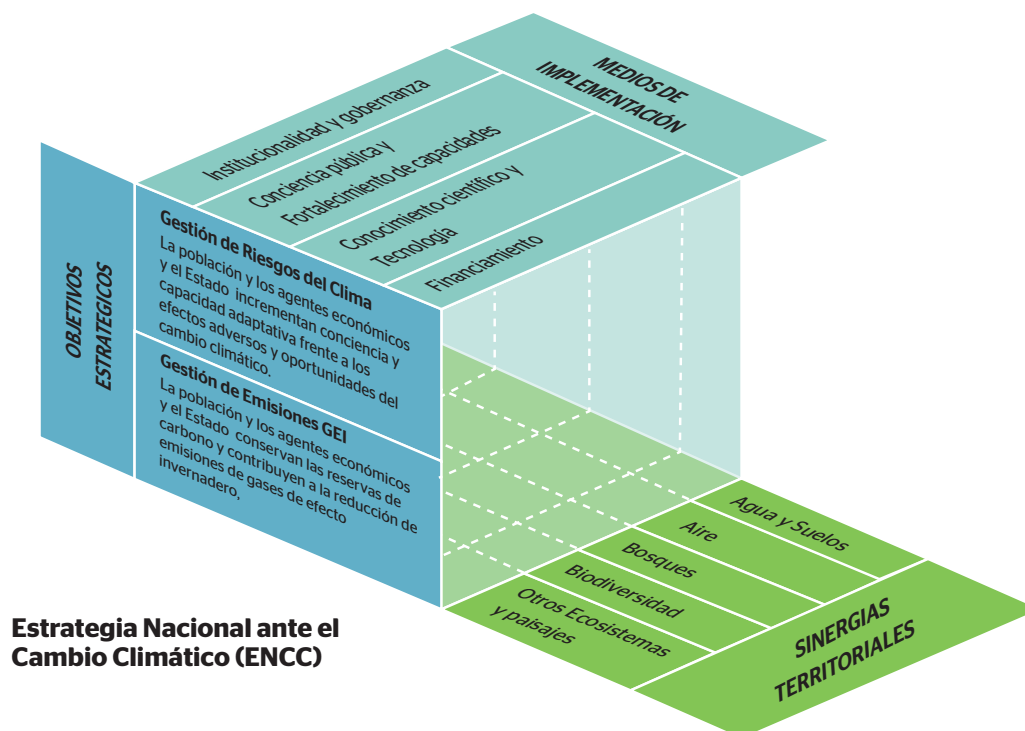 MEDIOS DE
IMPLEMENTACIÓN
Institucionalidad y gobernanza
Conciencia pública y
Fortalecimiento de capacidades
Conocimiento científico y
Tecnología
Financiamiento
OBJETIVOS
ESTRATEGICOS
Gestión de Riesgos del Clima
La población y los agentes económicos
y el Estado incrementan conciencia y
capacidad adaptativa frente a los
efectos adversos y oportunidades del
cambio climático.
Gestión de Emisiones GEI
La población y los agentes económicos
y el Estado conservan las reservas de
carbono y contribuyen a la reducción de
emisiones de gases de efecto
invernadero,
Agua y Suelos
Aire
Bosques
Biodiversidad
Otros Ecosistemas
y paisajes
SINERGIAS
TERRITORIALES
Estrategia Nacional ante el
Cambio Climático (ENCC)